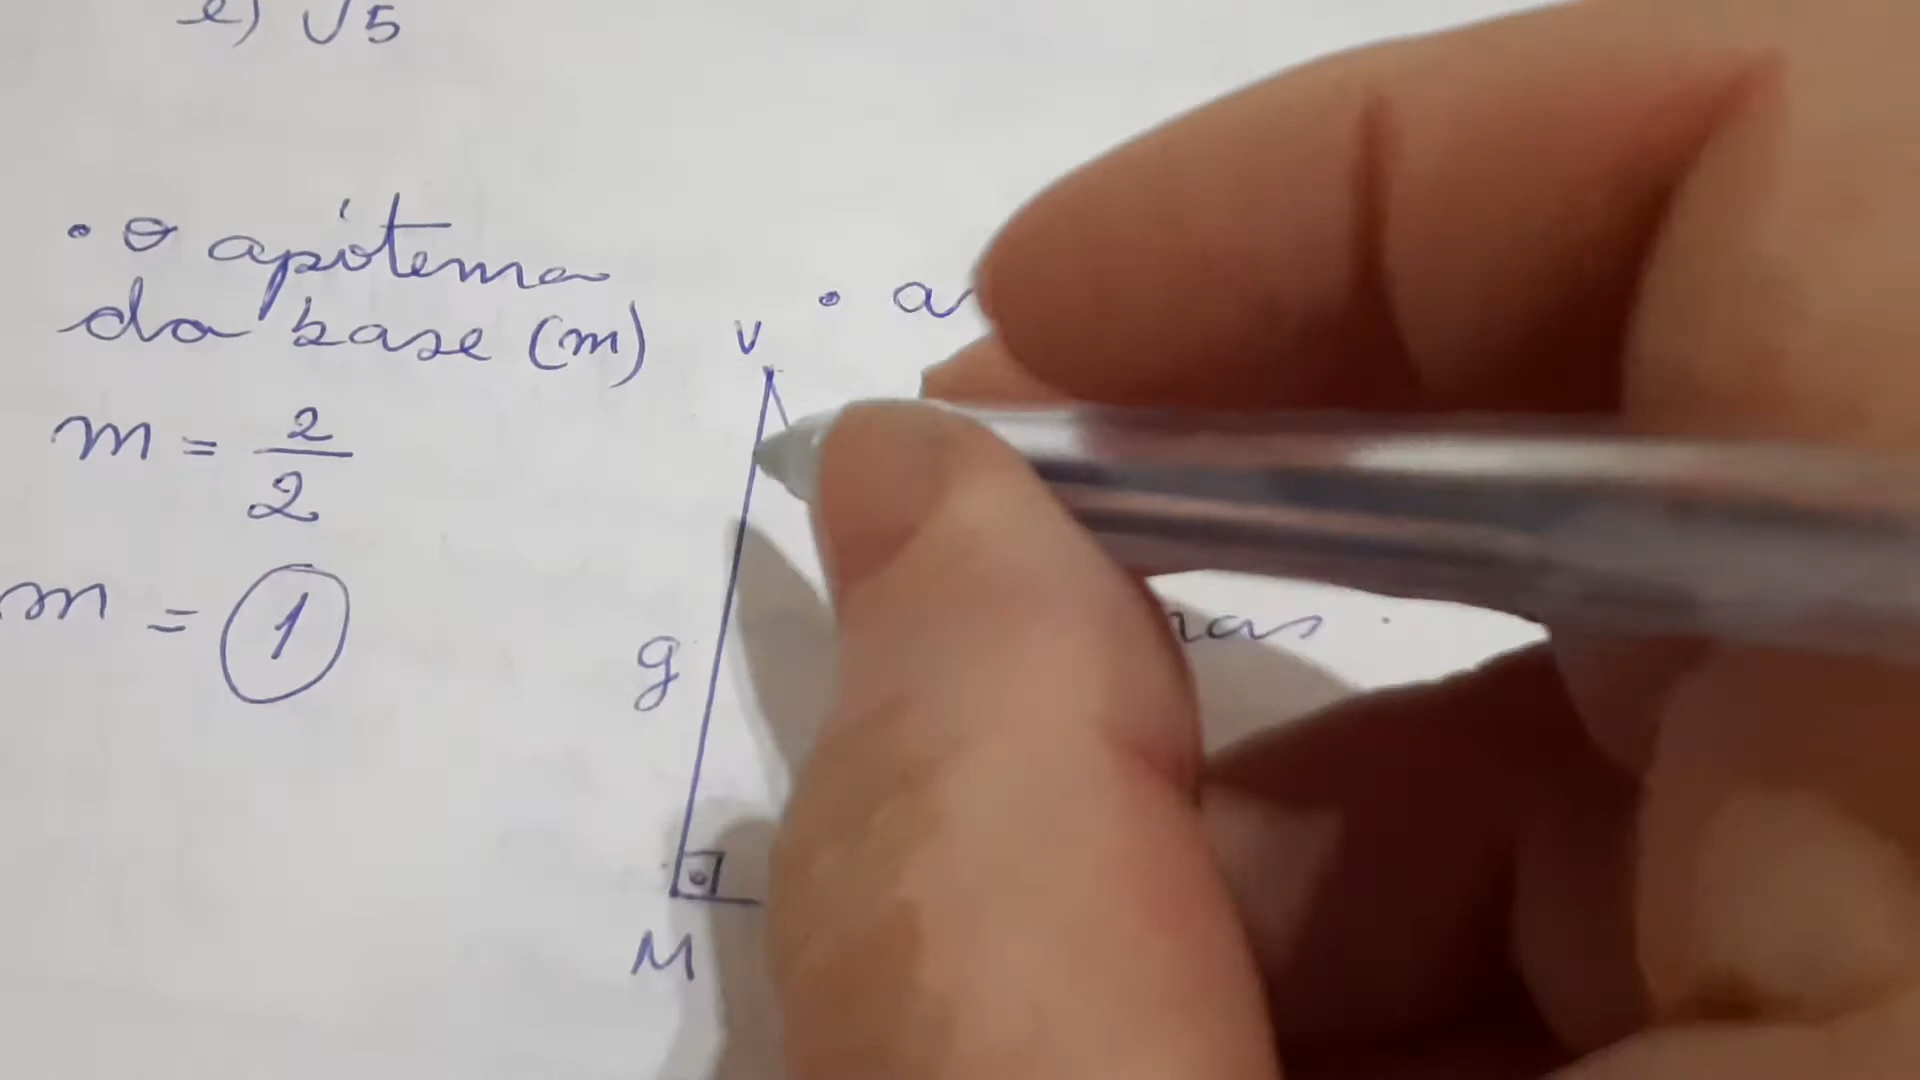 e) √5
• o apótema
da base (m)
m = 2/2
m = 1
V
g
M
• a